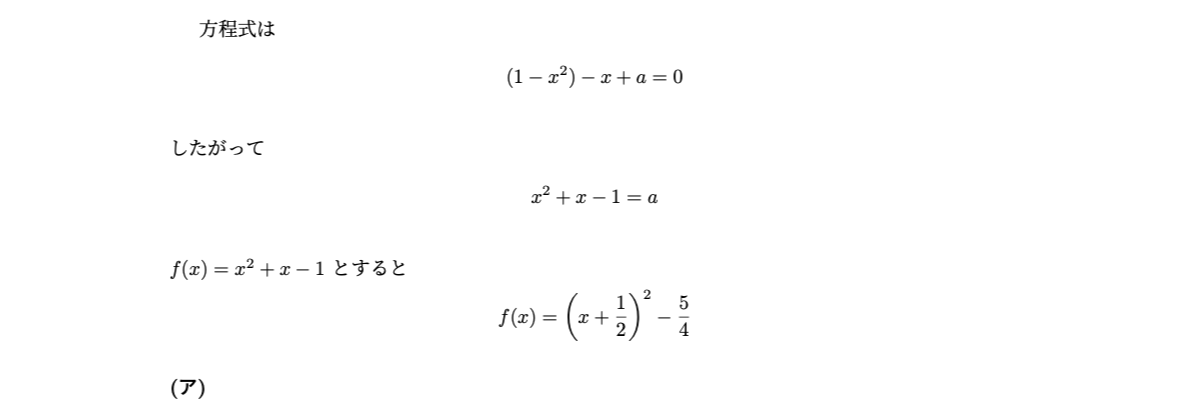 方程式は
(1 − x²) − x + a = 0
したがって
x² + x − 1 = a
f(x) = x² + x − 1 とすると
f(x) = (x + 1/2)² − 5/4
(ア)